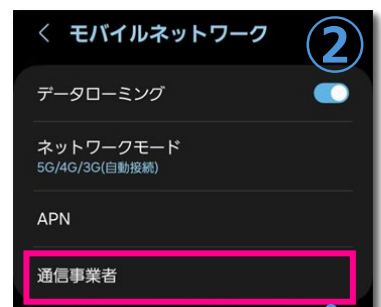 < モバイルネットワーク ②
データローミング
ネットワークモード
5G/4G/3G(自動接続)
APN
通信事業者